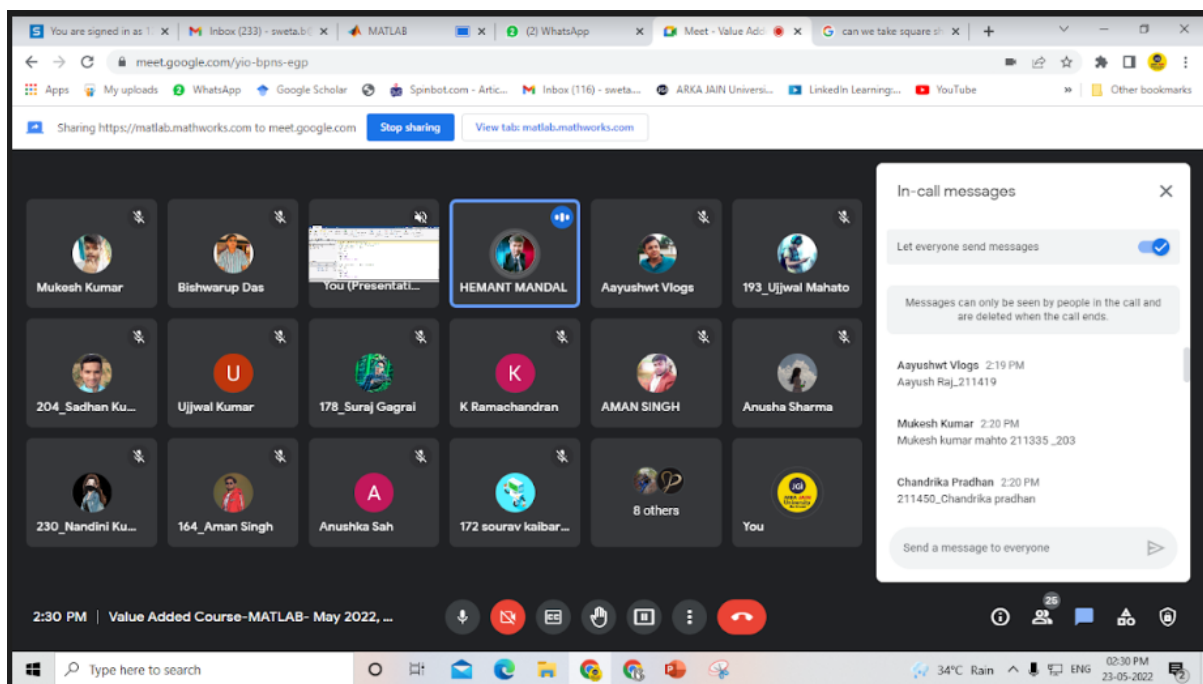 You are signed in as 1
Inbox (233) - sweta.b@
MATLAB
(2) WhatsApp
Meet - Value Add
can we take square sh
meet.google.com/yio-bpns-egp
Apps
My uploads
WhatsApp
Google Scholar
Spinbot.com - Artic...
Inbox (116) - sweta...
ARKA JAIN Universi...
LinkedIn Learning:...
YouTube
»
Other bookmarks
Sharing https://matlab.mathworks.com to meet.google.com
Stop sharing
View tab: matlab.mathworks.com
Mukesh Kumar
Bishwarup Das
You (Presentati...
HEMANT MANDAL
Aayushwt Vlogs
193_Ujjwal Mahato
204_Sadhan Ku...
U
Ujjwal Kumar
178_Suraj Gagrai
K
K Ramachandran
AMAN SINGH
Anusha Sharma
230_Nandini Ku...
164_Aman Singh
A
Anushka Sah
172 sourav kaibar...
8 others
JGi
You
In-call messages
Let everyone send messages
Messages can only be seen by people in the call and
are deleted when the call ends.
Aayushwt Vlogs 2:19 PM
Aayush Raj_211419
Mukesh Kumar 2:20 PM
Mukesh kumar mahto 211335 _203
Chandrika Pradhan 2:20 PM
211450_Chandrika pradhan
Send a message to everyone
2:30 PM | Value Added Course-MATLAB- May 2022, ...
25
Type here to search
34°C Rain
ENG
02:30 PM
23-05-2022
2